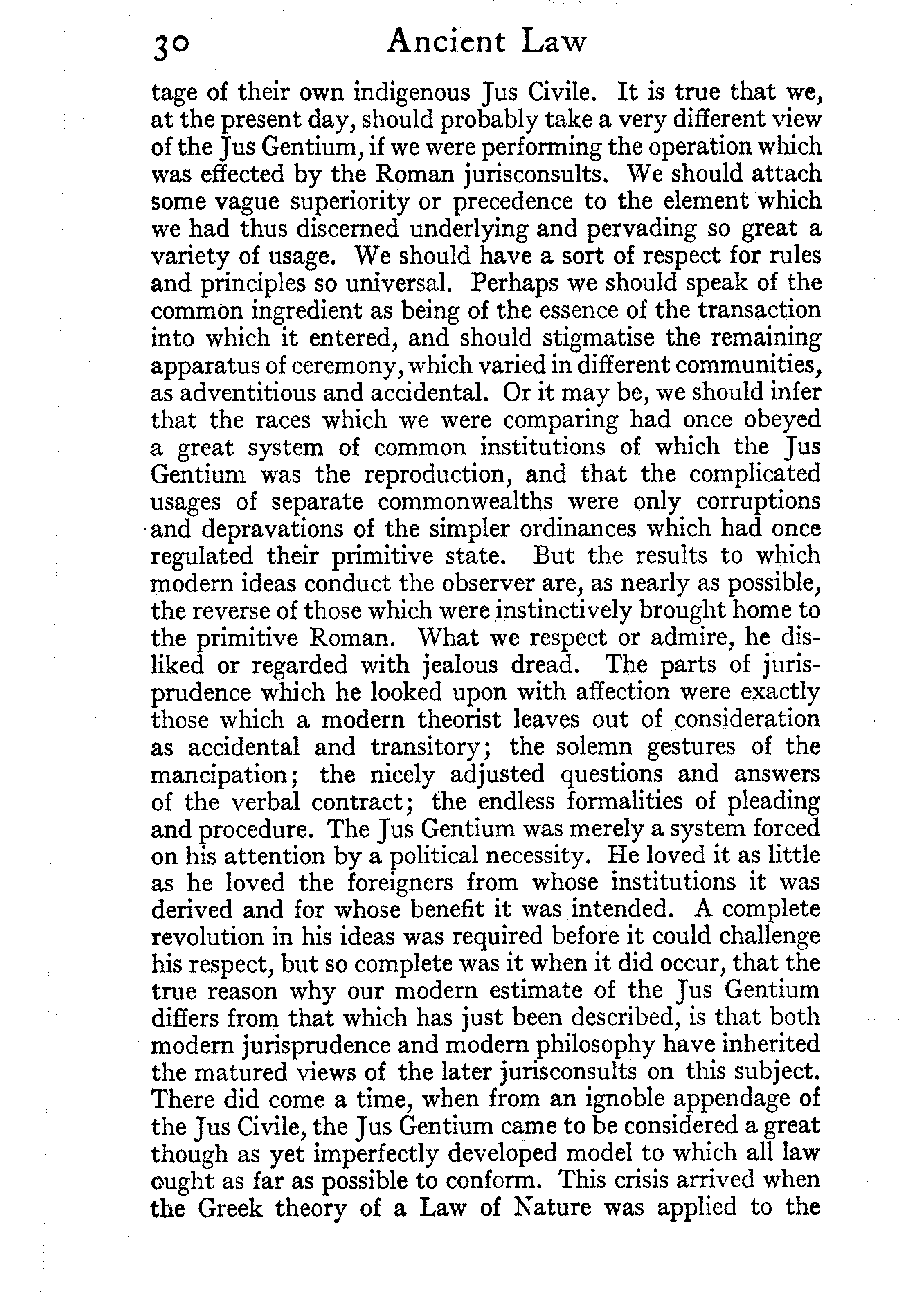 30 Ancient Law
tage of their own indigenous Jus Civile. It is true that we,
at the present day, should probably take a very different view
of the Jus Gentium, if we were performing the operation which
was effected by the Roman jurisconsults. We should attach
some vague superiority or precedence to the element which
we had thus discerned underlying and pervading so great a
variety of usage. We should have a sort of respect for rules
and principles so universal. Perhaps we should speak of the
common ingredient as being of the essence of the transaction
into which it entered, and should stigmatise the remaining
apparatus of ceremony, which varied in different communities,
as adventitious and accidental. Or it may be, we should infer
that the races which we were comparing had once obeyed
a great system of common institutions of which the Jus
Gentium was the reproduction, and that the complicated
usages of separate commonwealths were only corruptions
and depravations of the simpler ordinances which had once
regulated their primitive state. But the results to which
modern ideas conduct the observer are, as nearly as possible,
the reverse of those which were instinctively brought home to
the primitive Roman. What we respect or admire, he dis-
liked or regarded with jealous dread. The parts of juris-
prudence which he looked upon with affection were exactly
those which a modern theorist leaves out of consideration
as accidental and transitory; the solemn gestures of the
mancipation; the nicely adjusted questions and answers
of the verbal contract; the endless formalities of pleading
and procedure. The Jus Gentium was merely a system forced
on his attention by a political necessity. He loved it as little
as he loved the foreigners from whose institutions it was
derived and for whose benefit it was intended. A complete
revolution in his ideas was required before it could challenge
his respect, but so complete was it when it did occur, that the
true reason why our modern estimate of the Jus Gentium
differs from that which has just been described, is that both
modern jurisprudence and modern philosophy have inherited
the matured views of the later jurisconsults on this subject.
There did come a time, when from an ignoble appendage of
the Jus Civile, the Jus Gentium came to be considered a great
though as yet imperfectly developed model to which all law
ought as far as possible to conform. This crisis arrived when
the Greek theory of a Law of Nature was applied to the